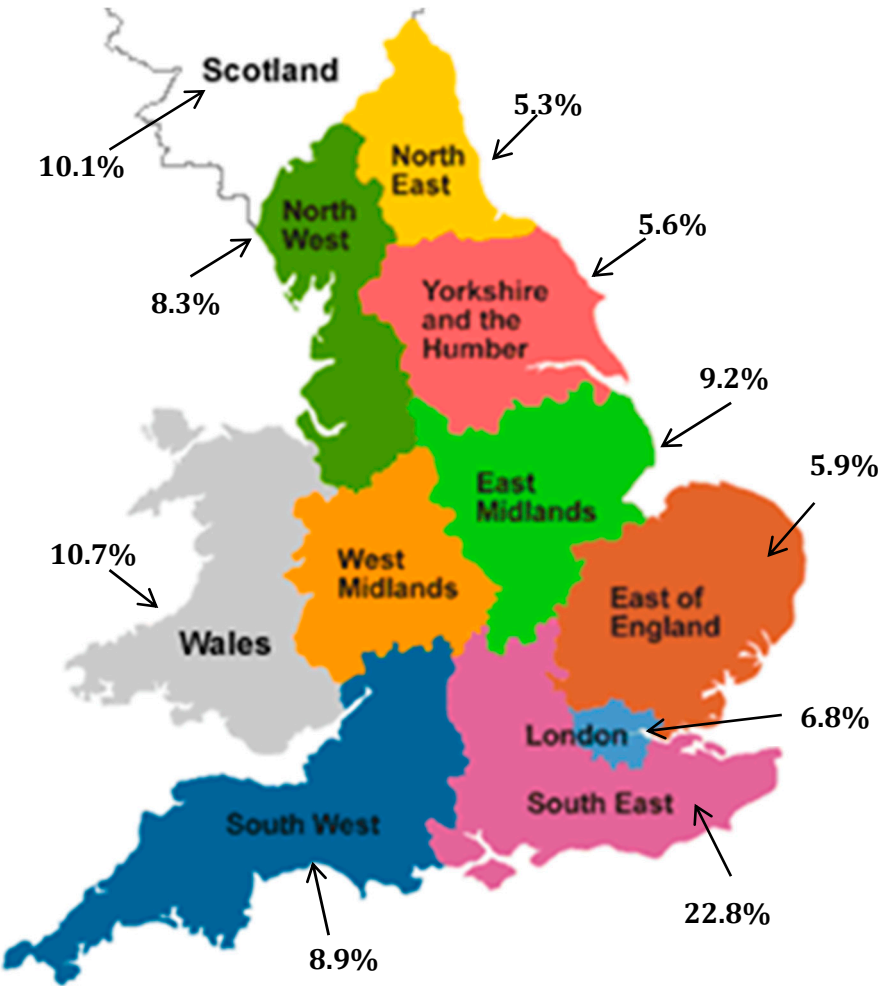 Scotland
5.3%
10.1%
North
East
North
West
5.6%
8.3%
Yorkshire
and the
Humber
9.2%
5.9%
East
Midlands
10.7%
West
Midlands
East of
England
Wales
6.8%
London
South East
South West
22.8%
8.9%